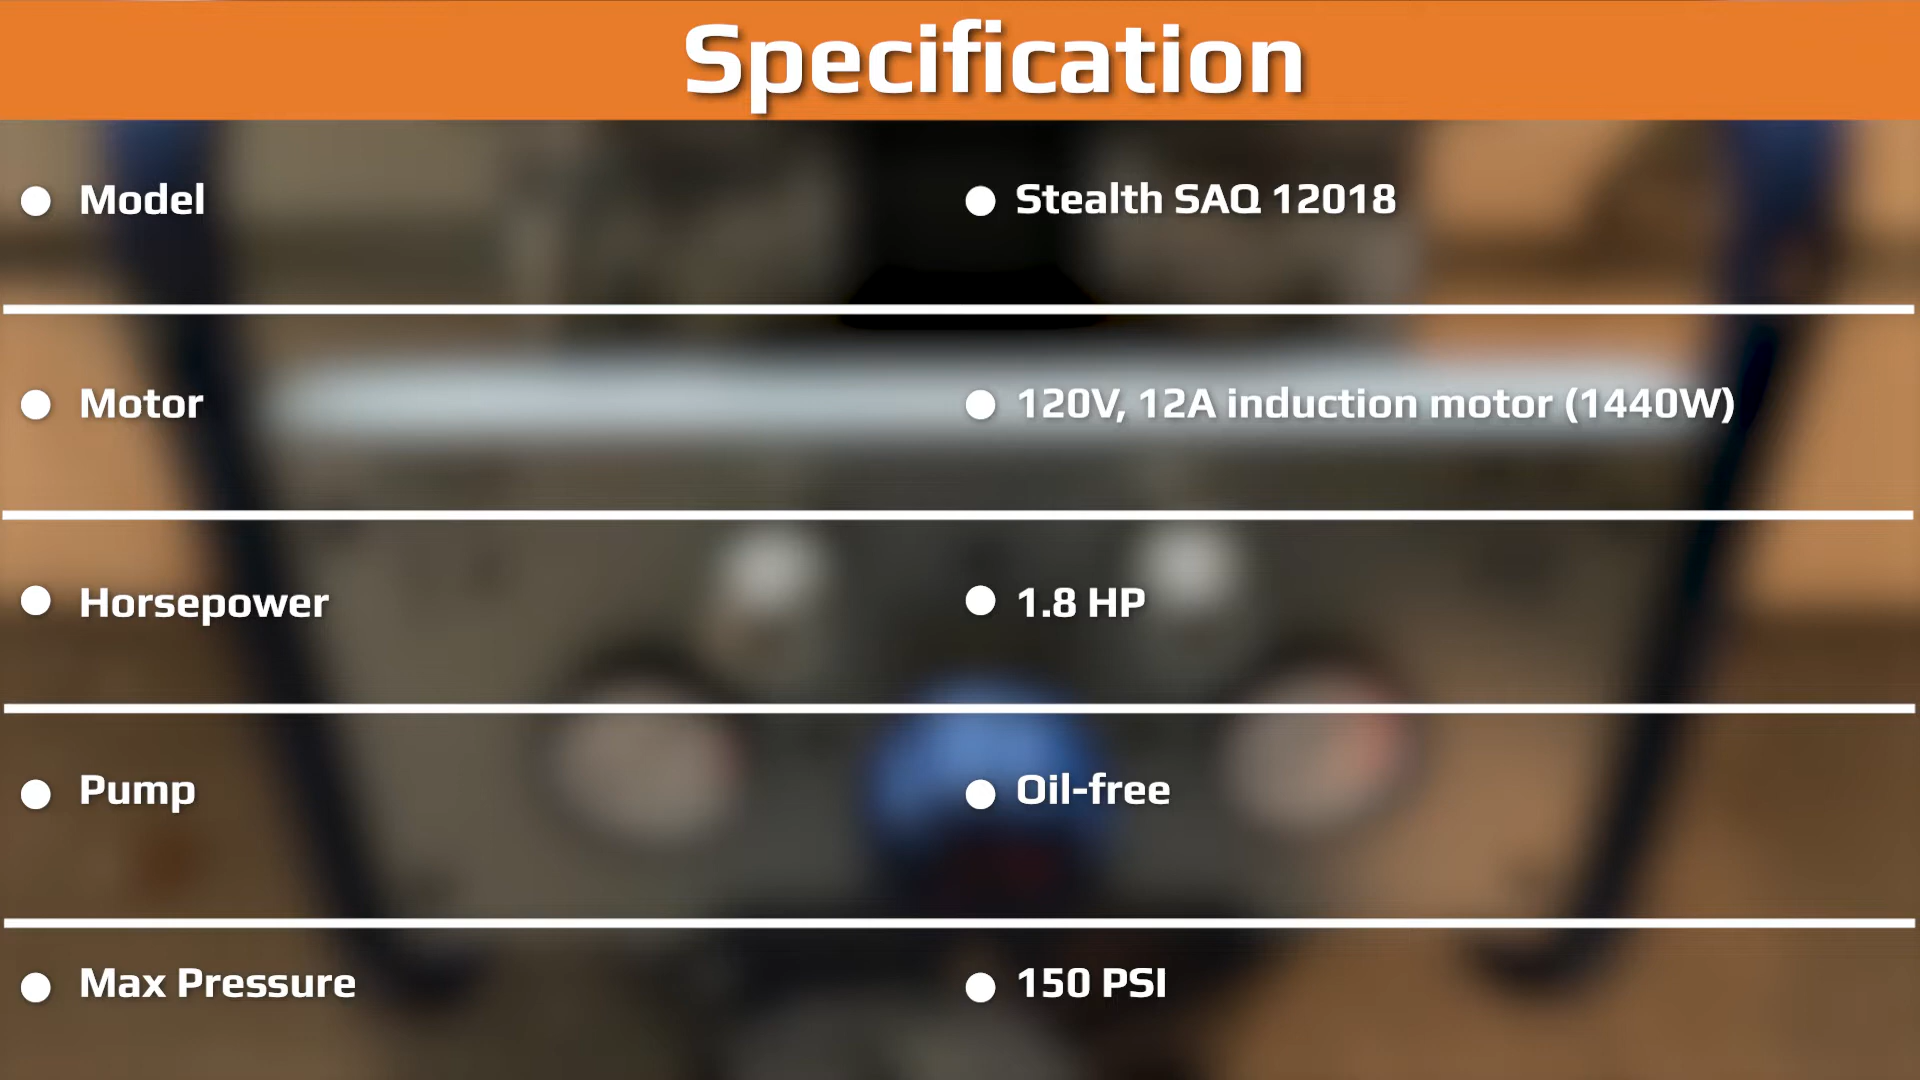 Specification
Model
Stealth SAQ 12018
Motor
120V, 12A induction motor (1440W)
Horsepower
1.8 HP
Pump
Oil-free
Max Pressure
150 PSI